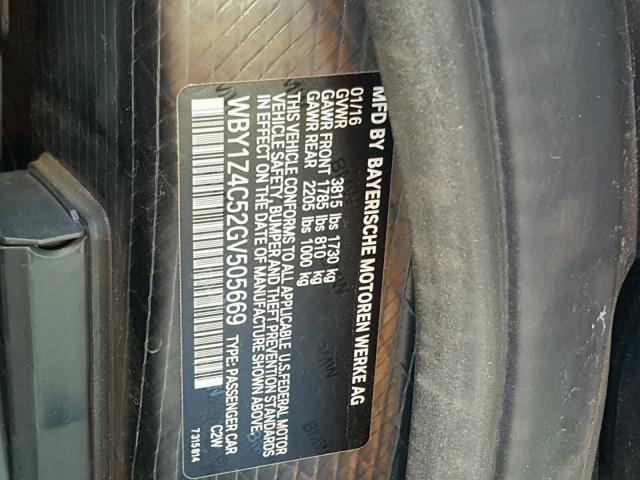 MFD BY BAYERISCHE MOTOREN WERKE AG
01/16
GVWR 3815 lbs 1730 kg
GAWR FRONT 1785 lbs 810 kg
GAWR REAR 2205 lbs 1000 kg
THIS VEHICLE CONFORMS TO ALL APPLICABLE U.S. FEDERAL MOTOR
VEHICLE SAFETY, BUMPER AND THEFT PREVENTION STANDARDS
IN EFFECT ON THE DATE OF MANUFACTURE SHOWN ABOVE
WBY1Z4C52GV505669 TYPE: PASSENGER CAR
C2W
7315814